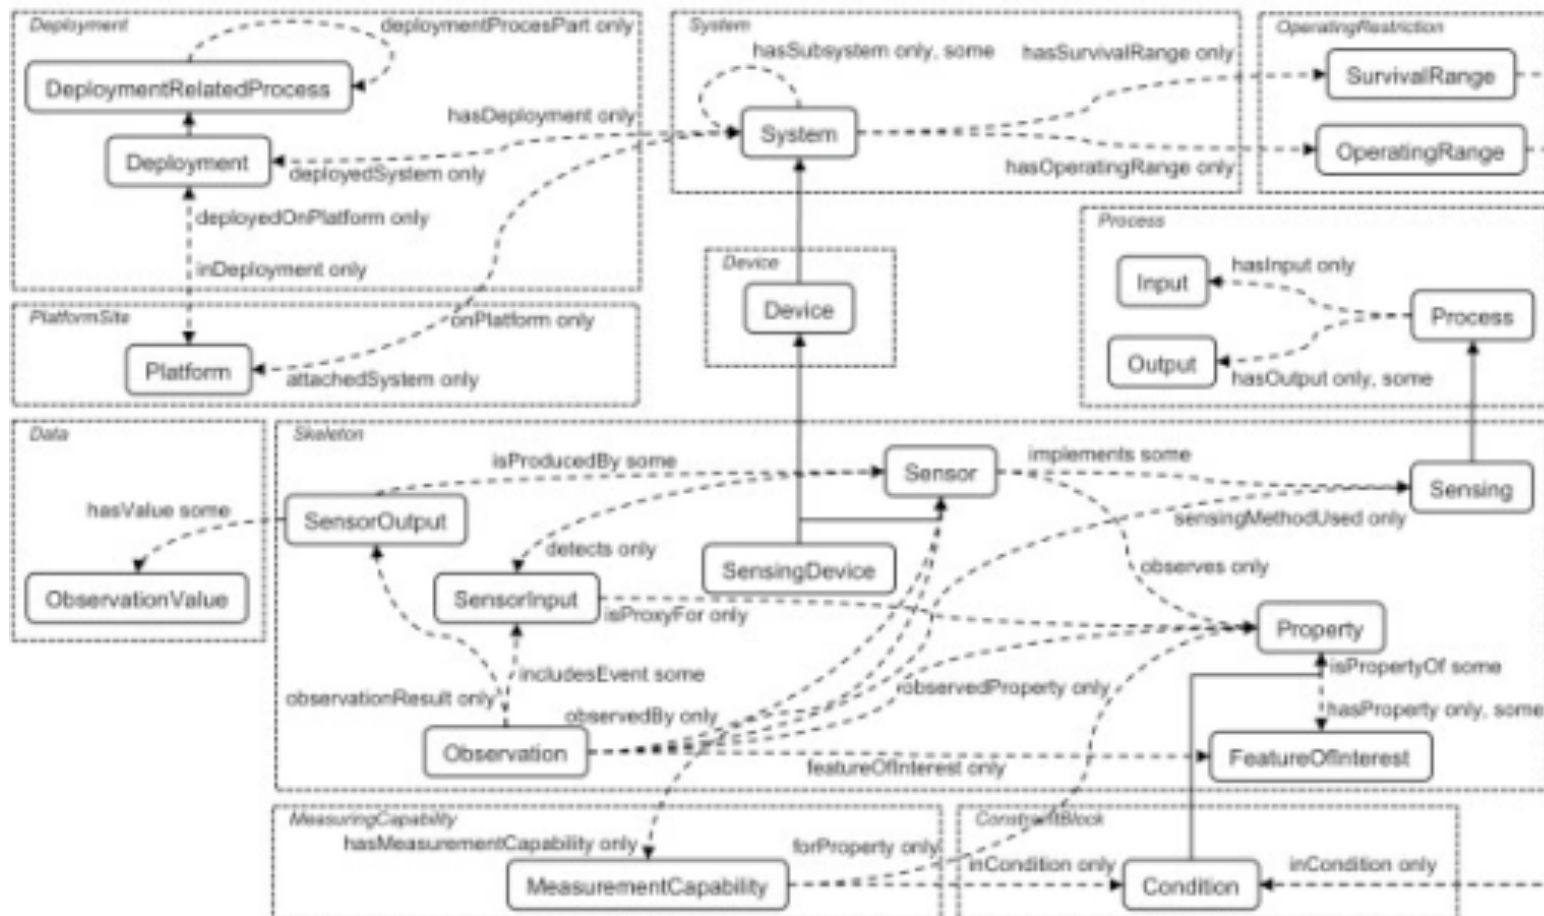 Deployment
deploymentProcesPart only
DeploymentRelatedProcess
hasDeployment only
Deployment
deployedSystem only
deployedOnPlatform only
inDeployment only
System
hasSubsystem only, some
hasSurvivalRange only
System
hasOperatingRange only
OperatingRestriction
SurvivalRange
OperatingRange
PlatformSite
onPlatform only
Platform
attachedSystem only
Device
Device
Process
hasInput only
Input
Process
Output
hasOutput only, some
Data
hasValue some
ObservationValue
Skeleton
isProducedBy some
Sensor
implements some
Sensing
SensorOutput
sensingMethodUsed only
detects only
SensingDevice
observes only
SensorInput
isProxyFor only
Property
isPropertyOf some
includesEvent some
observationResult only
observedProperty only
observedBy only
hasProperty only, some
Observation
featureOfInterest only
FeatureOfInterest
MeasuringCapability
hasMeasurementCapability only
forProperty only
MeasurementCapability
ConstraintBlock
inCondition only
Condition
inCondition only